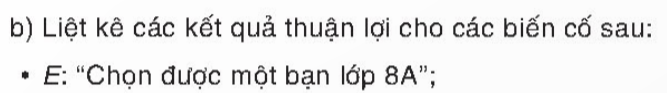 b) Liệt kê các kết quả thuận lợi cho các biến cố sau:
• E: “Chọn được một bạn lớp 8A”;